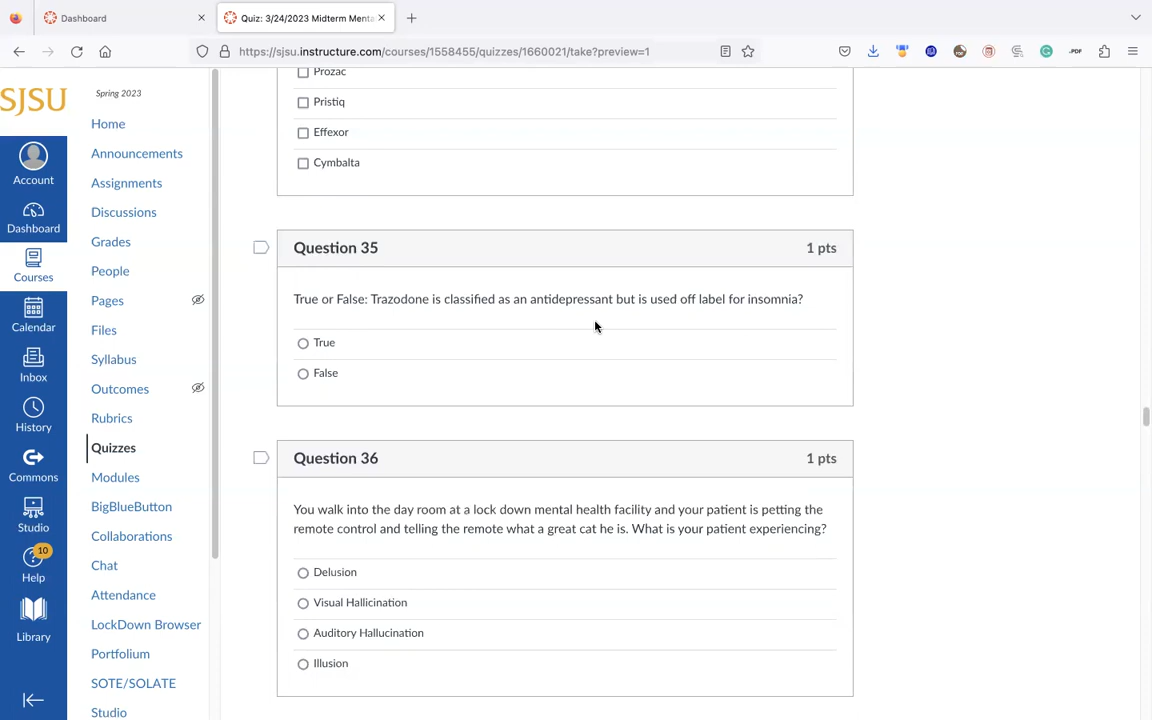 Dashboard
Quiz: 3/24/2023 Midterm Menta
https://sjsu.instructure.com/courses/1558455/quizzes/1660021/take?preview=1
.PDF
SJSU
Account
Dashboard
Courses
Calendar
Inbox
History
Commons
Studio
10
Help
Library
Spring 2023
Home
Announcements
Assignments
Discussions
Grades
People
Pages
Files
Syllabus
Outcomes
Rubrics
Quizzes
Modules
BigBlueButton
Collaborations
Chat
Attendance
LockDown Browser
Portfolium
SOTE/SOLATE
Studio
Prozac
Pristiq
Effexor
Cymbalta
Question 35 1 pts
True or False: Trazodone is classified as an antidepressant but is used off label for insomnia?
True
False
Question 36 1 pts
You walk into the day room at a lock down mental health facility and your patient is petting the
remote control and telling the remote what a great cat he is. What is your patient experiencing?
Delusion
Visual Hallicination
Auditory Hallucination
Illusion